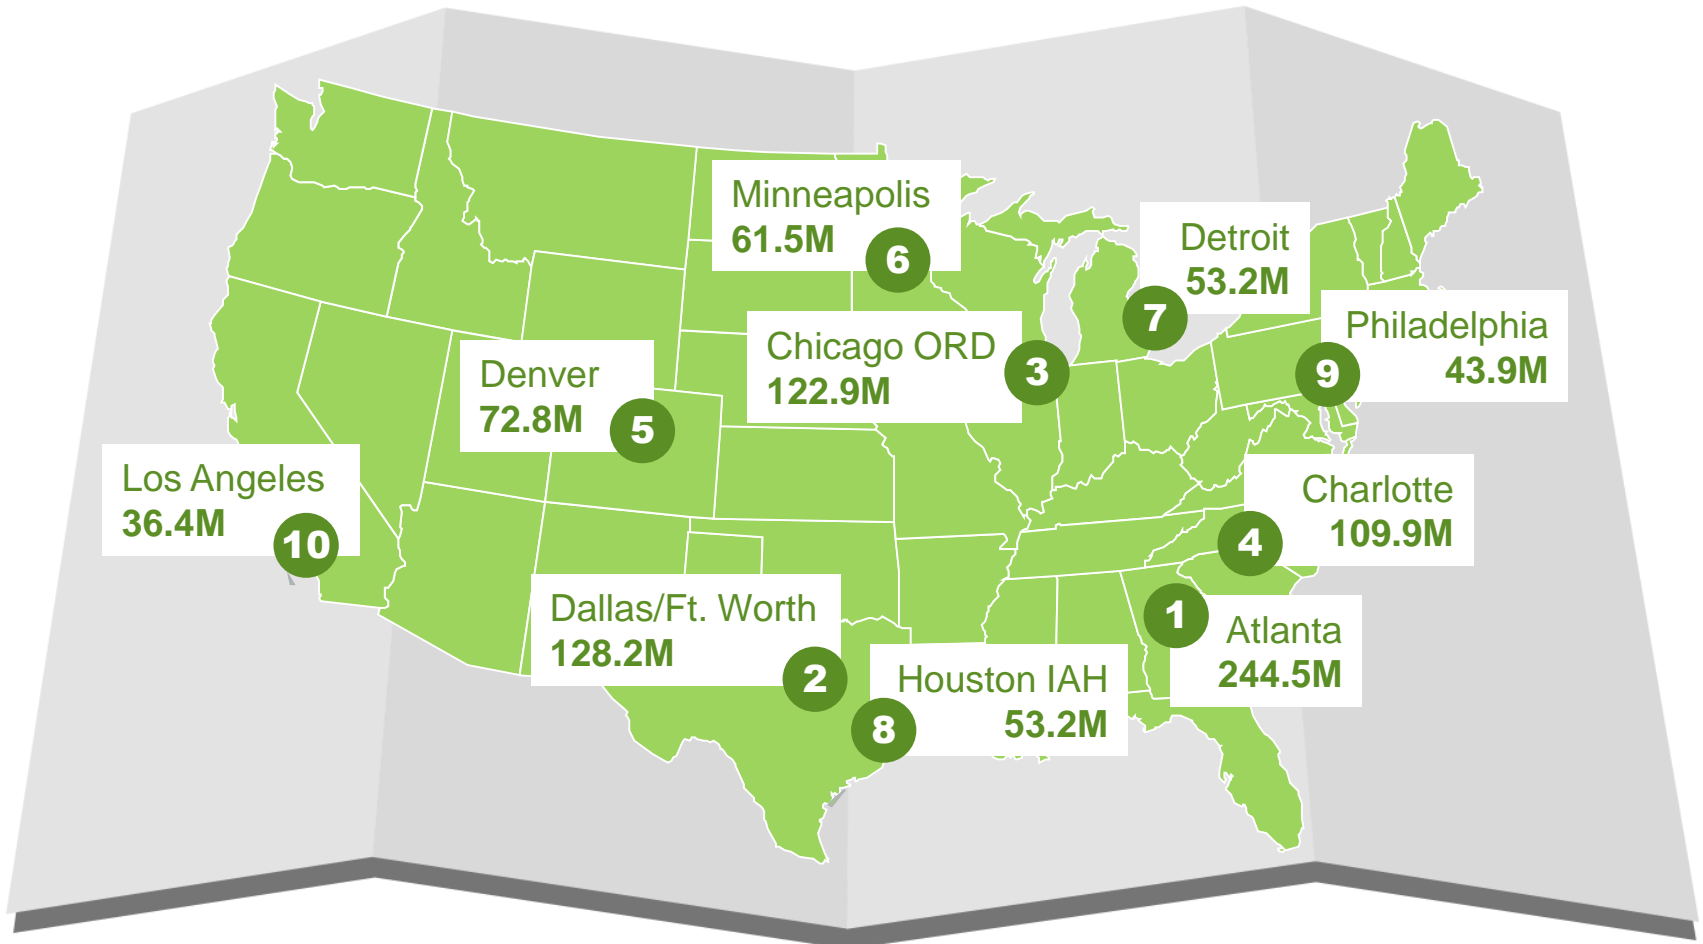 Minneapolis
61.5M
6
Detroit
53.2M
7
Philadelphia
43.9M
9
Chicago ORD
122.9M
3
Denver
72.8M
5
Los Angeles
36.4M
10
Charlotte
109.9M
4
Dallas/Ft. Worth
128.2M
2
Atlanta
244.5M
1
Houston IAH
53.2M
8